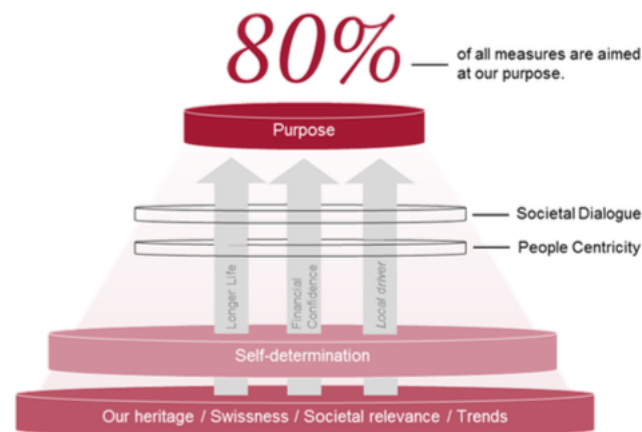 80%
of all measures are aimed
at our purpose.
Purpose
Societal Dialogue
People Centricity
Longer Life
Financial
Confidence
Local driver
Self-determination
Our heritage / Swissness / Societal relevance / Trends